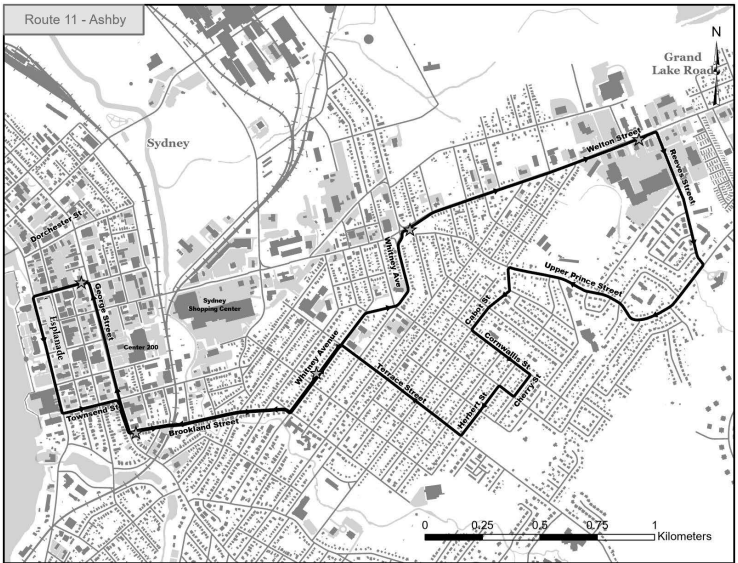 Route 11 - Ashby
N
Grand
Lake Road
Sydney
Welton Street
Reeves Street
Dorchester St
Whitney Ave
Upper Prince Street
George Street
Esplanade
Sydney
Shopping Center
Cabot St
Center 200
Cornwallis St
Whitney Avenue
Terrace Street
Cherry St
Herbert St
Townsend St
Brookland Street
0 0.25 0.5 0.75 1
Kilometers